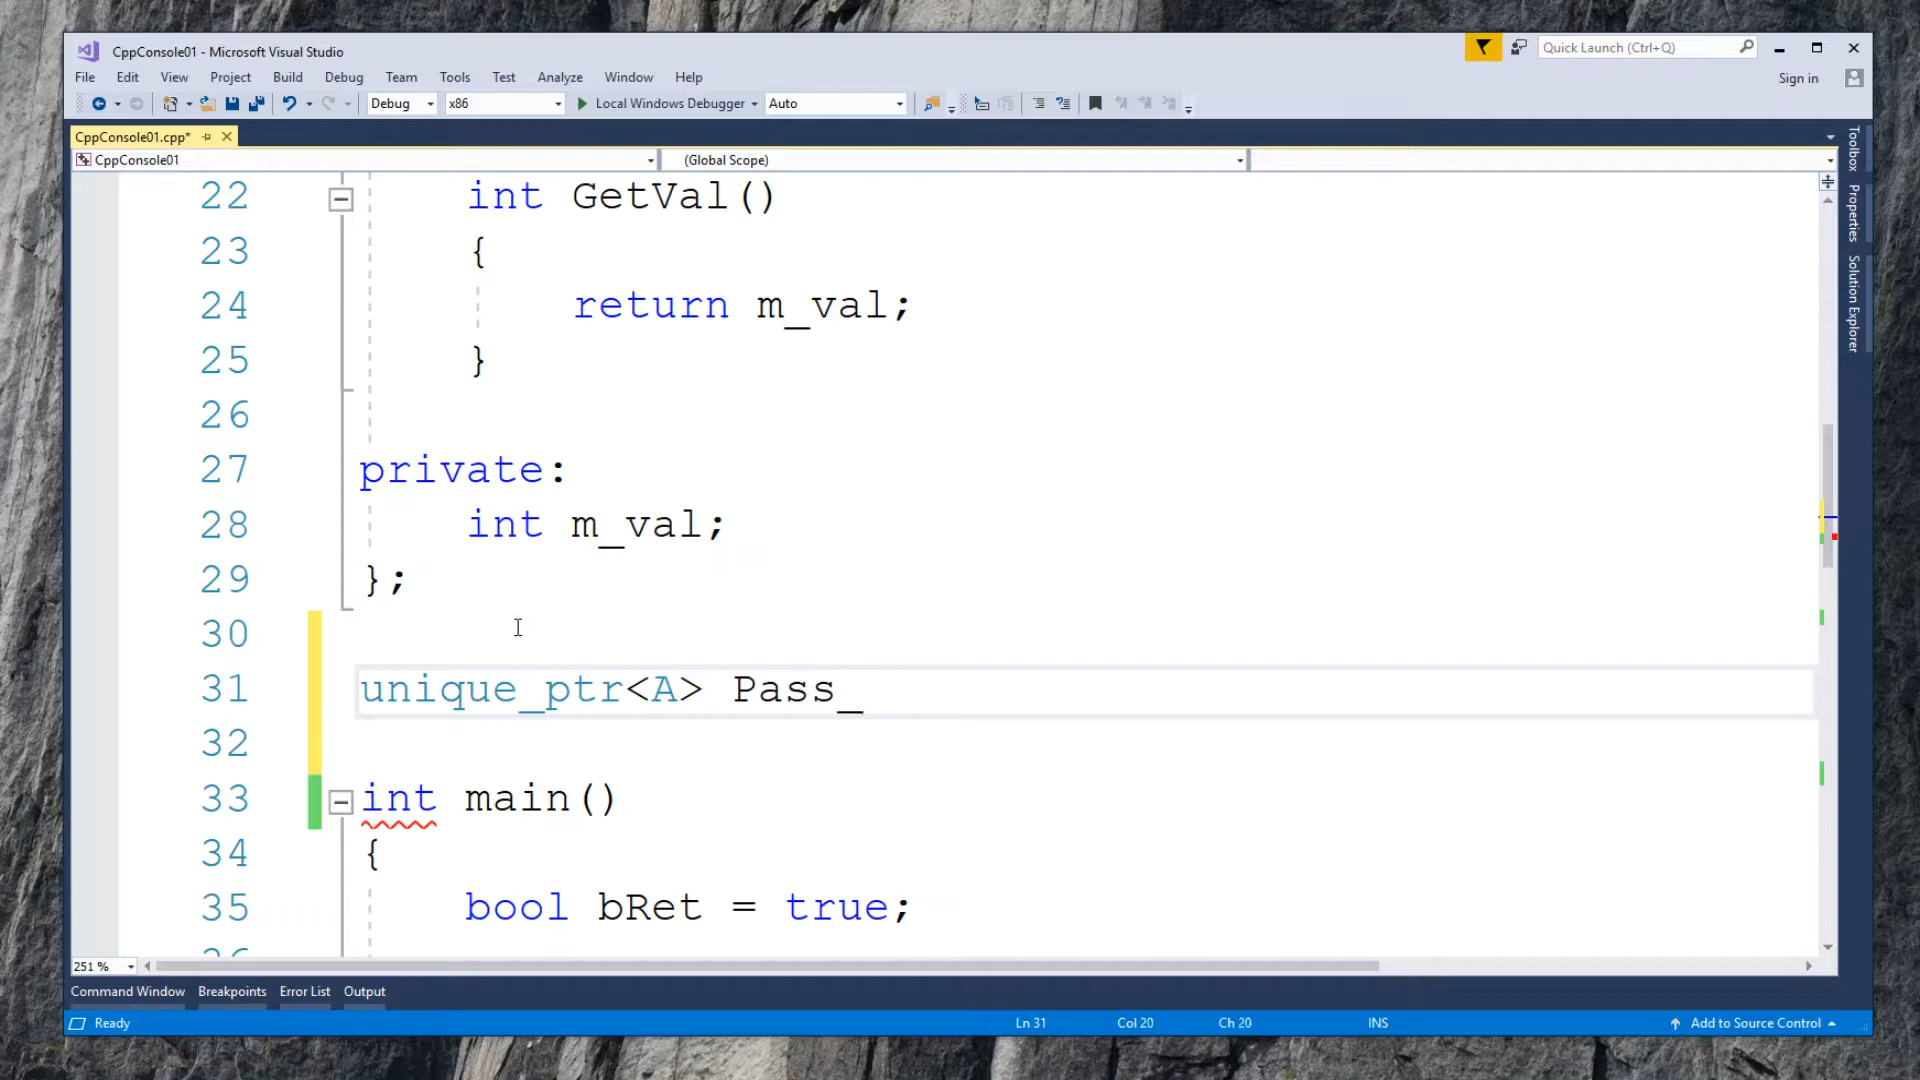 CppConsole01 - Microsoft Visual Studio
Quick Launch (Ctrl+Q)
File Edit View Project Build Debug Team Tools Test Analyze Window Help
Sign in
Debug x86 Local Windows Debugger Auto
CppConsole01.cpp*
CppConsole01 (Global Scope)
Toolbox
Properties
Solution Explorer
22 int GetVal()
23 {
24 return m_val;
25 }
26
27 private:
28 int m_val;
29 };
30
31 unique_ptr<A> Pass_
32
33 int main()
34 {
35 bool bRet = true;
251 %
Command Window Breakpoints Error List Output
Ready Ln 31 Col 20 Ch 20 INS Add to Source Control